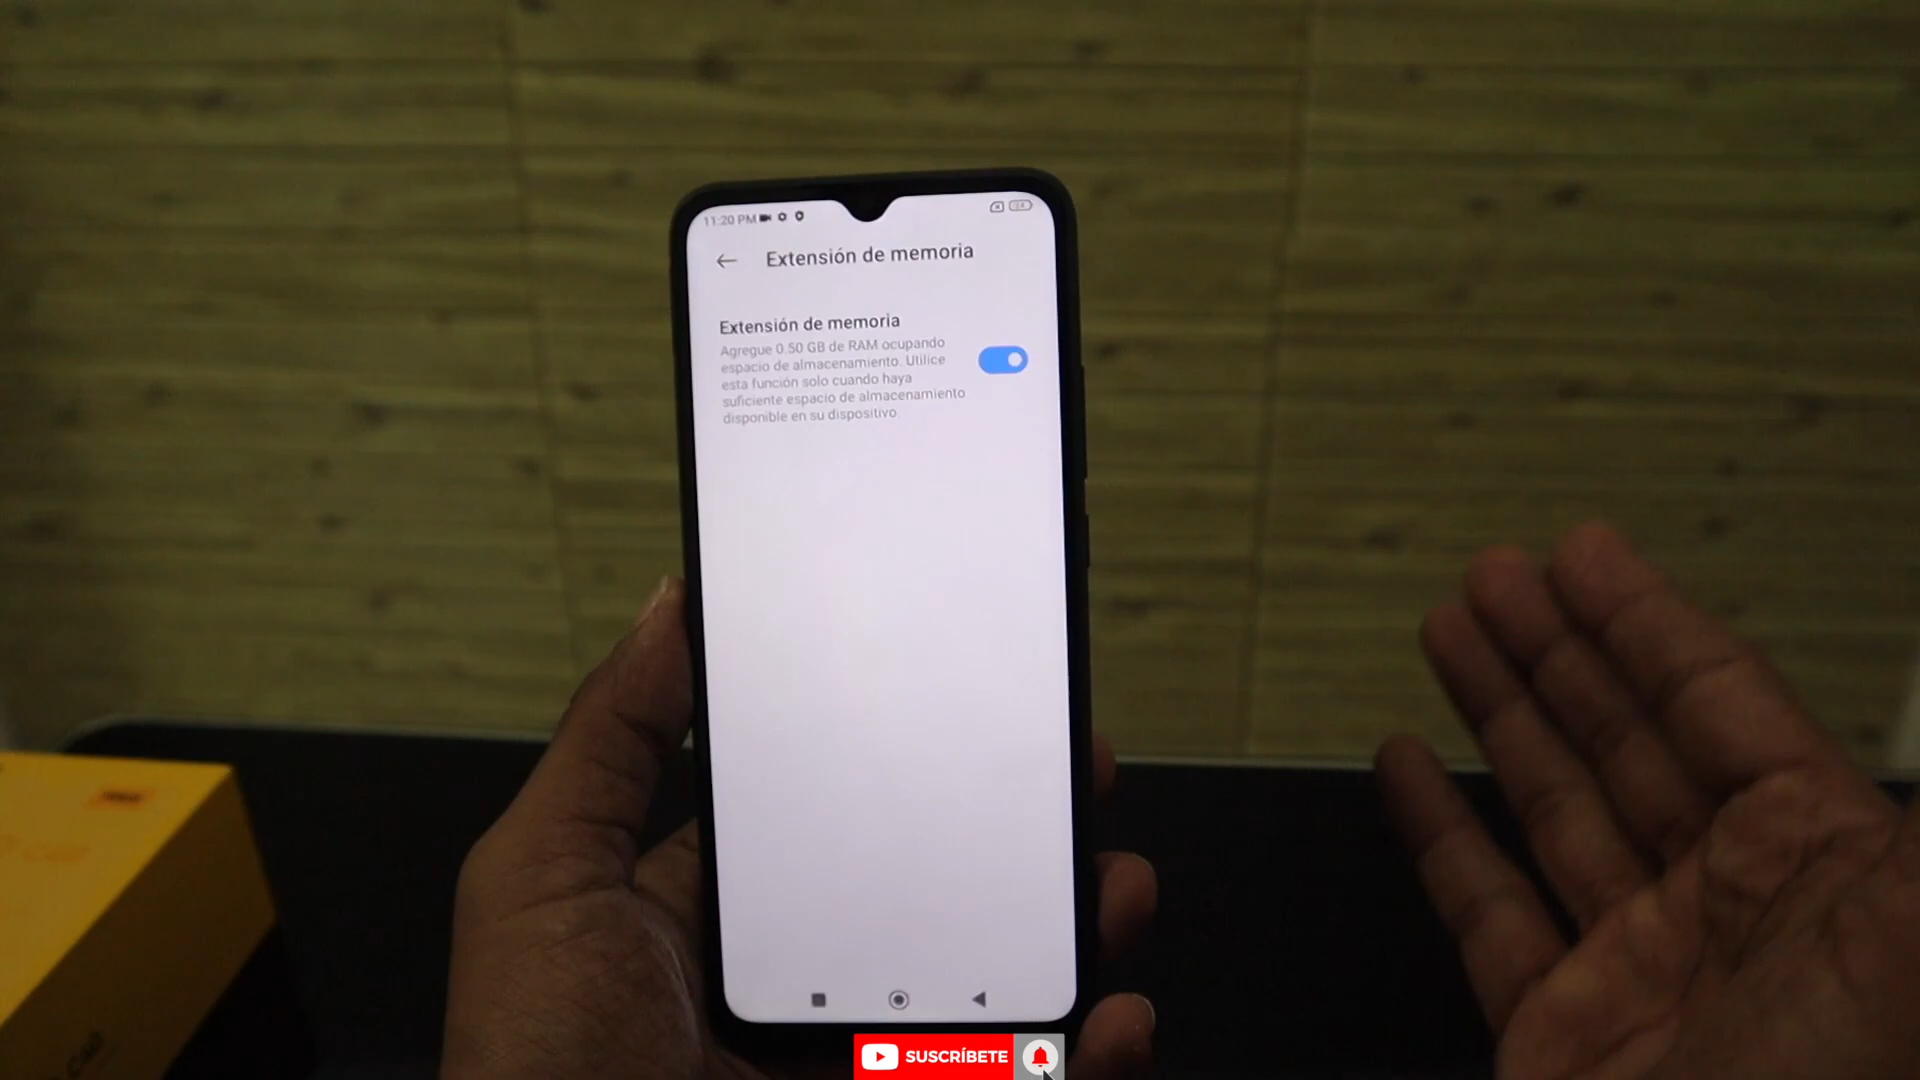 11:20 PM
Extensión de memoria
Extensión de memoria
Agregue 0.50 GB de RAM ocupando
espacio de almacenamiento. Utilice
esta función solo cuando haya
suficiente espacio de almacenamiento
disponible en su dispositivo
C40
SUSCRÍBETE